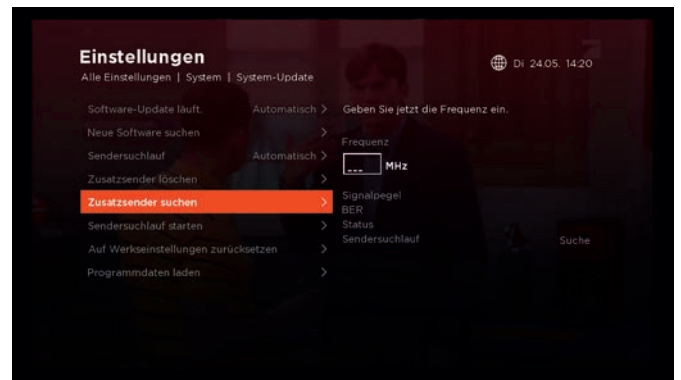 Einstellungen
Di 24.05. 14:20
Alle Einstellungen | System | System-Update
Software-Update läuft. Automatisch >
Neue Software suchen >
Sendersuchlauf Automatisch >
Zusatzsender löschen >
Zusatzsender suchen >
Sendersuchlauf starten >
Auf Werkseinstellungen zurücksetzen >
Programmdaten laden >
Geben Sie jetzt die Frequenz ein.
Frequenz
___ MHz
Signalpegel
BER
Status
Sendersuchlauf
Suche